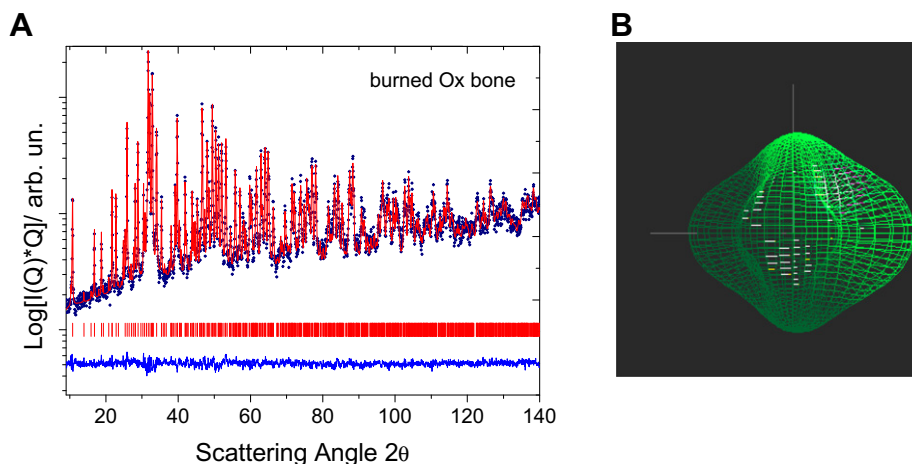 A
B
burned Ox bone
Log[I(Q)*Q]/ arb. un.
20 40 60 80 100 120 140
Scattering Angle 2θ